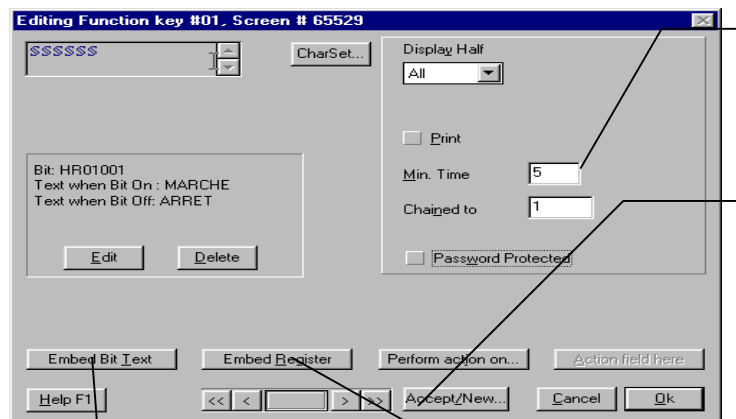 Editing Function key #01, Screen # 65529
SSSSSS
CharSet...
Display Half
All
Print
Bit: HR01001
Text when Bit On : MARCHE
Text when Bit Off: ARRET
Min. Time 5
Chained to 1
Edit Delete
Password Protected
Embed Bit Text Embed Register Perform action on... Action field here
Help F1 << < > >> Accept/New... Cancel Ok